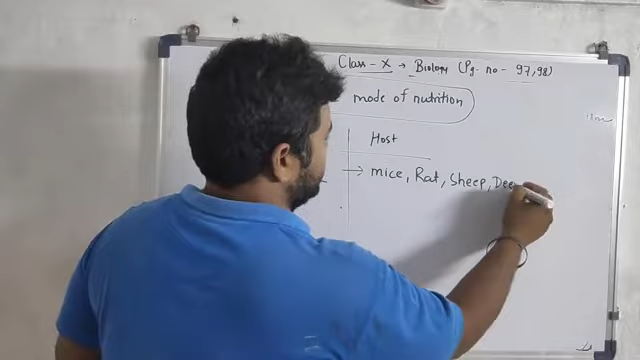 Class-X → Biology (Pg- no - 97,98)
mode of nutrition
Host
→ mice, Rat, Sheep, Dee